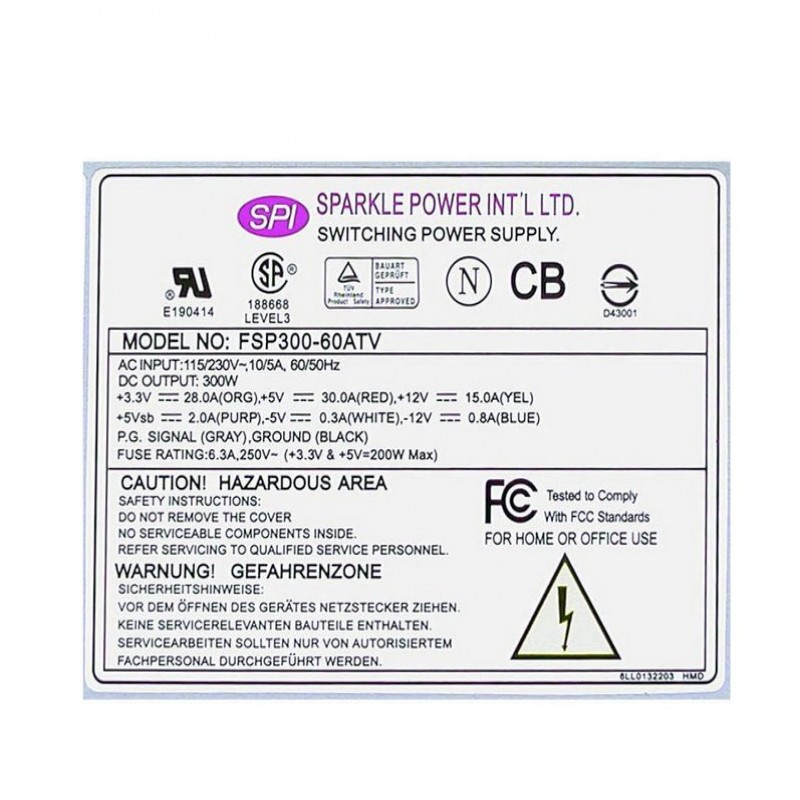 SPI SPARKLE POWER INT'L LTD.
SWITCHING POWER SUPPLY.
E190414
188668
LEVEL3
TÜV
Rheinland
Product Safety
BAUART
GEPRÜFT
TYPE
APPROVED
N
CB
D43001
MODEL NO: FSP300-60ATV
AC INPUT:115/230V~,10/5A, 60/50Hz
DC OUTPUT: 300W
+3.3V ⎓ 28.0A(ORG),+5V ⎓ 30.0A(RED),+12V ⎓ 15.0A(YEL)
+5Vsb ⎓ 2.0A(PURP),-5V ⎓ 0.3A(WHITE),-12V ⎓ 0.8A(BLUE)
P.G. SIGNAL (GRAY),GROUND (BLACK)
FUSE RATING:6.3A,250V~ (+3.3V & +5V=200W Max)
CAUTION! HAZARDOUS AREA
SAFETY INSTRUCTIONS:
DO NOT REMOVE THE COVER
NO SERVICEABLE COMPONENTS INSIDE.
REFER SERVICING TO QUALIFIED SERVICE PERSONNEL.
WARNUNG! GEFAHRENZONE
SICHERHEITSHINWEISE:
VOR DEM ÖFFNEN DES GERÄTES NETZSTECKER ZIEHEN.
KEINE SERVICERELEVANTEN BAUTEILE ENTHALTEN.
SERVICEARBEITEN SOLLTEN NUR VON AUTORISIERTEM
FACHPERSONAL DURCHGEFÜHRT WERDEN.
FC Tested to Comply
With FCC Standards
FOR HOME OR OFFICE USE
6LL0132203 HMD